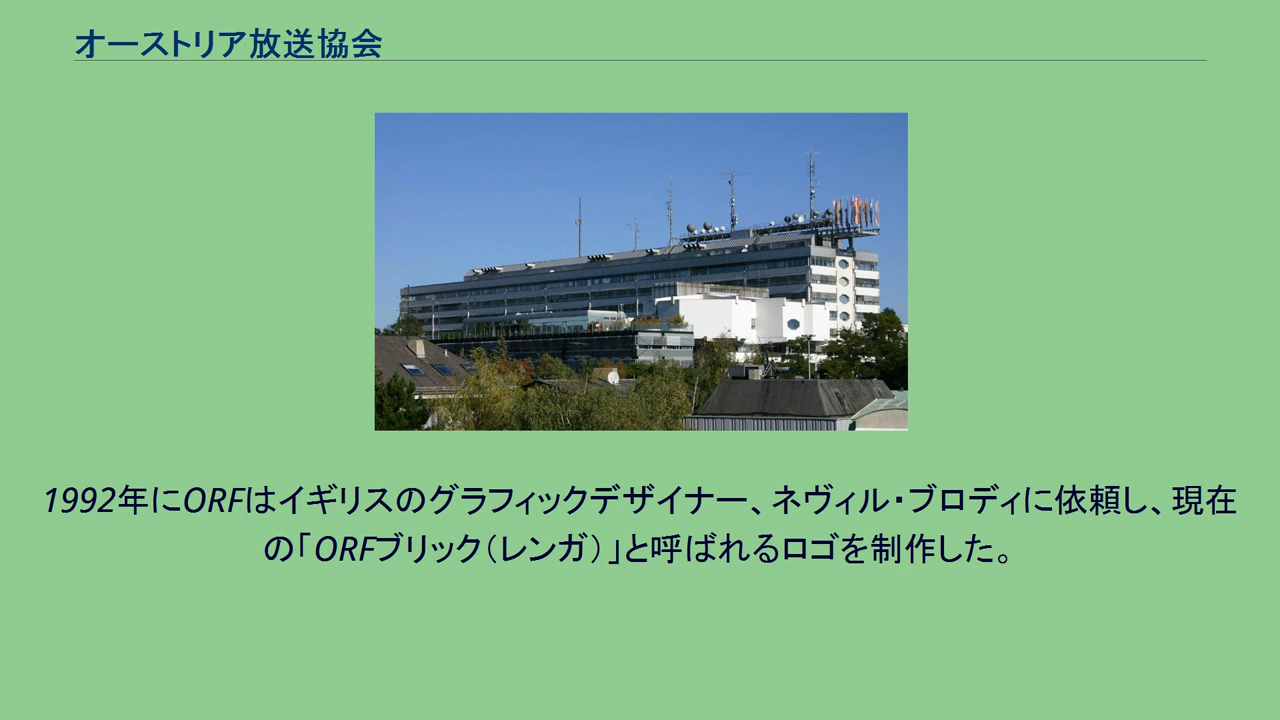 オーストリア放送協会
1992年にORFはイギリスのグラフィックデザイナー、ネヴィル・ブロディに依頼し、現在
の「ORFブリック（レンガ）」と呼ばれるロゴを制作した。